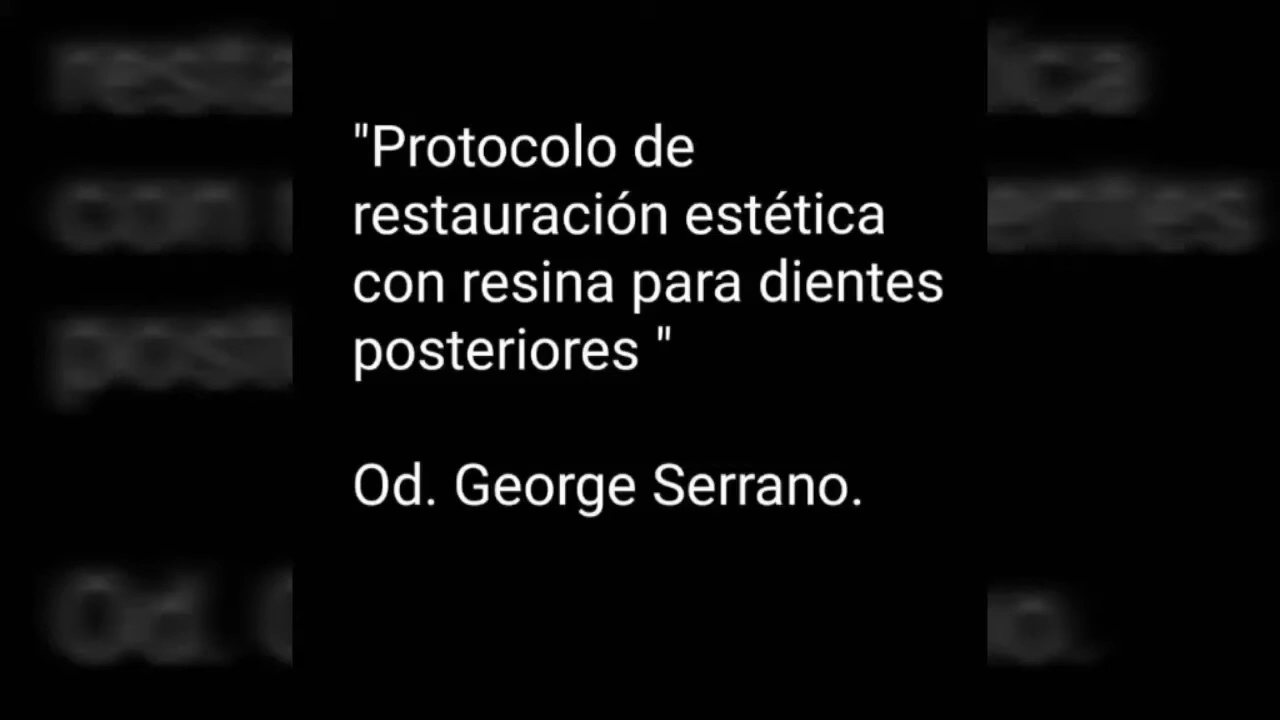 "Protocolo de
restauración estética
con resina para dientes
posteriores "
Od. George Serrano.